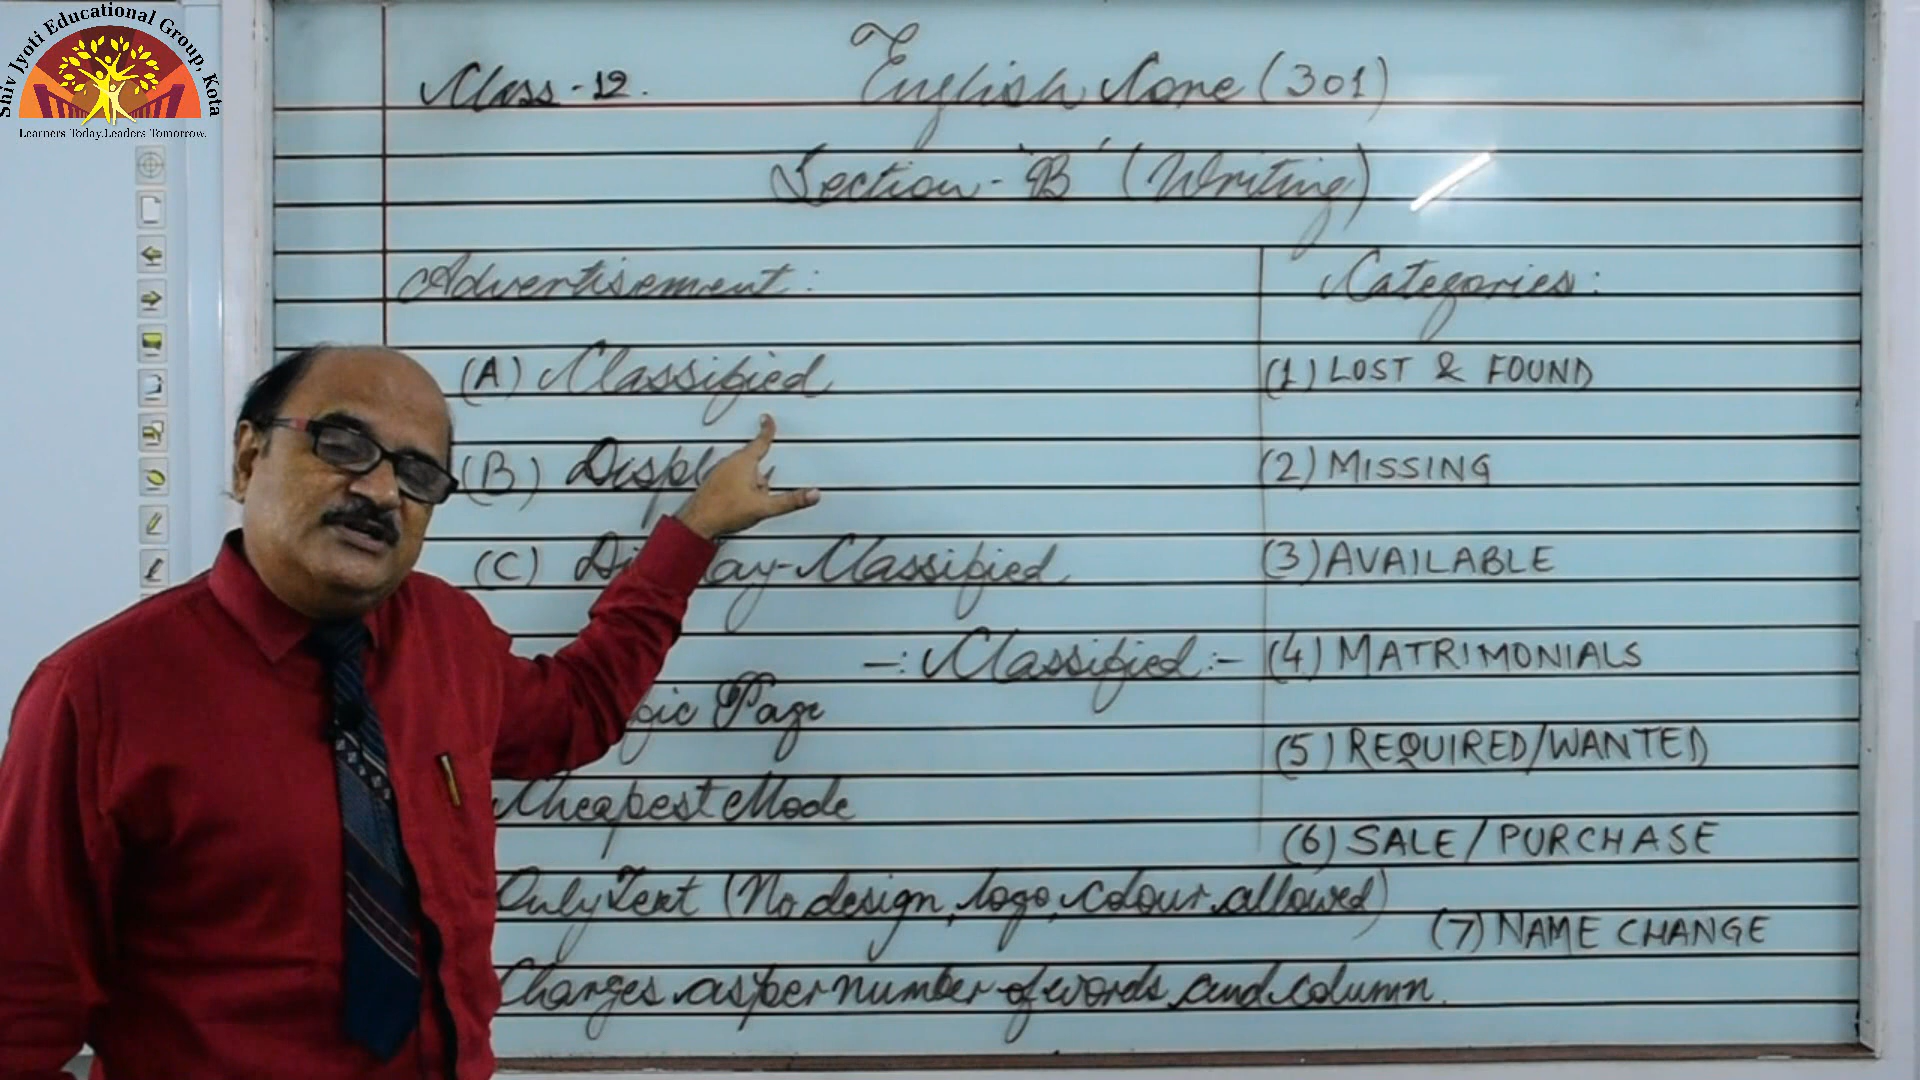 Shiv Jyoti Educational Group, Kota
Learners Today.Leaders Tomorrow.
Class - 12.
English Core (301)
Section - 'B' (Writing)
Advertisement :
(A) Classified
(B) Display
(C) Display-Classified
-: Classified :-
Page
Cheapest Mode
Only Text (No design, logo, colour allowed)
Charges as per number of words and column.
Categories :
(1) LOST & FOUND
(2) MISSING
(3) AVAILABLE
(4) MATRIMONIALS
(5) REQUIRED/WANTED
(6) SALE/PURCHASE
(7) NAME CHANGE